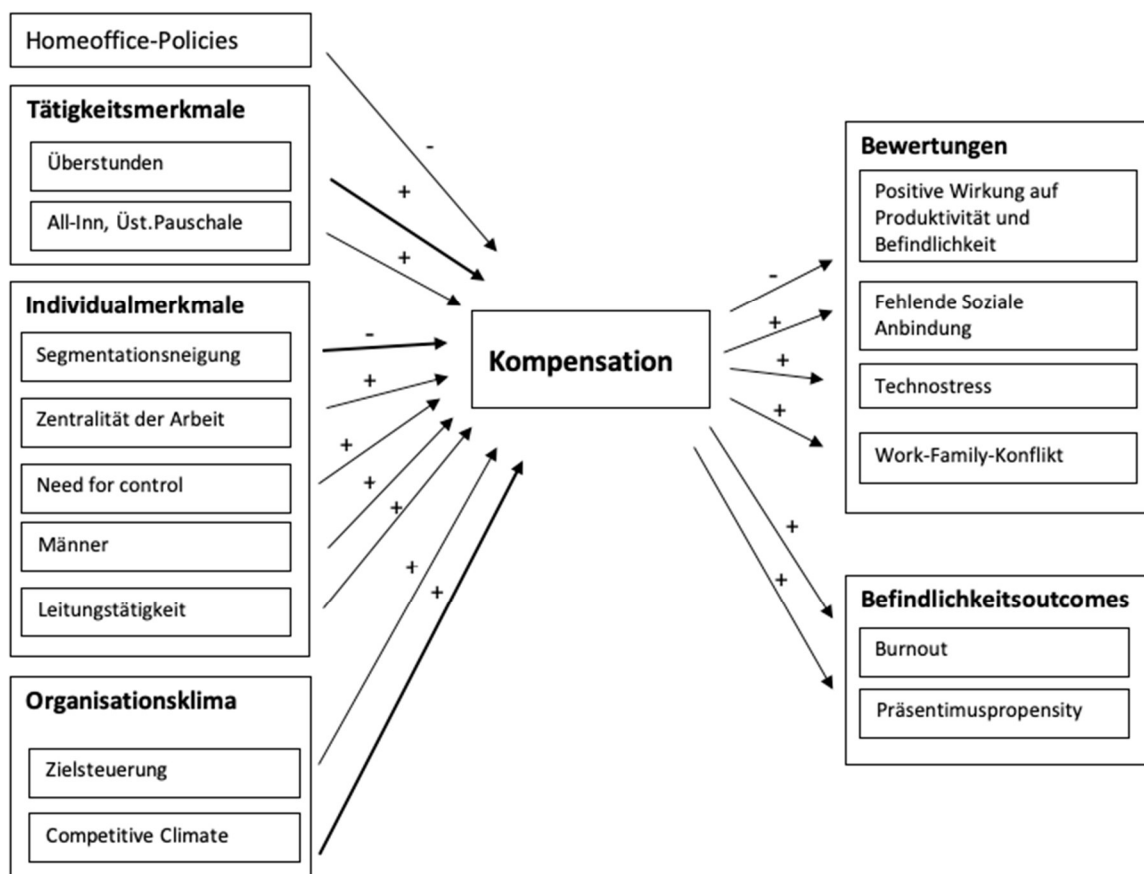 Homeoffice-Policies
Tätigkeitsmerkmale
Überstunden
All-Inn, Üst.Pauschale
Individualmerkmale
Segmentationsneigung
Zentralität der Arbeit
Need for control
Männer
Leitungstätigkeit
Organisationsklima
Zielsteuerung
Competitive Climate
-
+
+
-
+
+
+
+
+
+
Kompensation
-
+
+
+
+
+
Bewertungen
Positive Wirkung auf
Produktivität und
Befindlichkeit
Fehlende Soziale
Anbindung
Technostress
Work-Family-Konflikt
Befindlichkeitsoutcomes
Burnout
Präsentimuspropensity